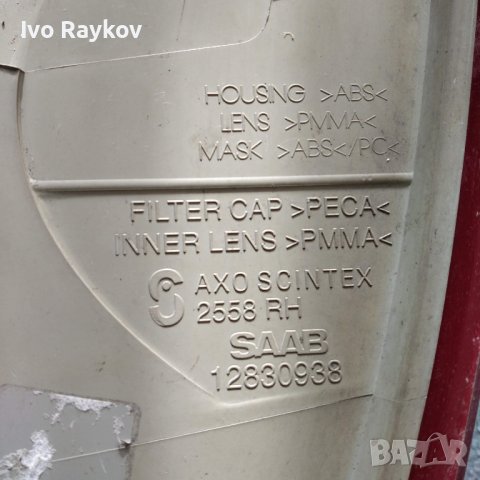 Ivo Raykov
HOUSING >ABS<
LENS >PMMA<
MASK >ABS</PC<
FILTER CAP >PECA<
INNER LENS >PMMA<
AXO SCINTEX
2558 RH
SAAB
12830938
BAZAR